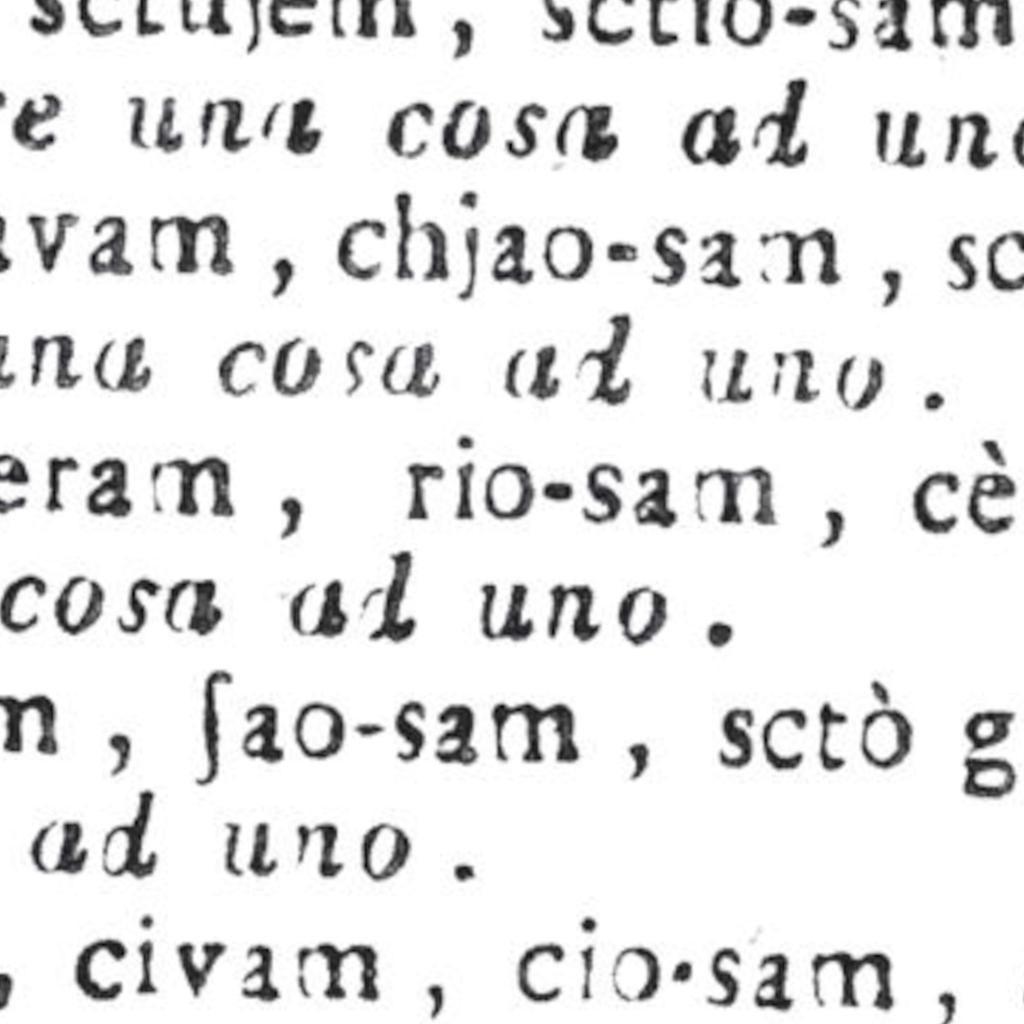 sctujem, sctio-sam
re una cosa ad uno
avam, chjao-sam, sc
una cosa ad uno.
eram, rio-sam, cè
cosa ad uno.
m, ʃao-sam, sctò g
ad uno.
, civam, cio-sam,